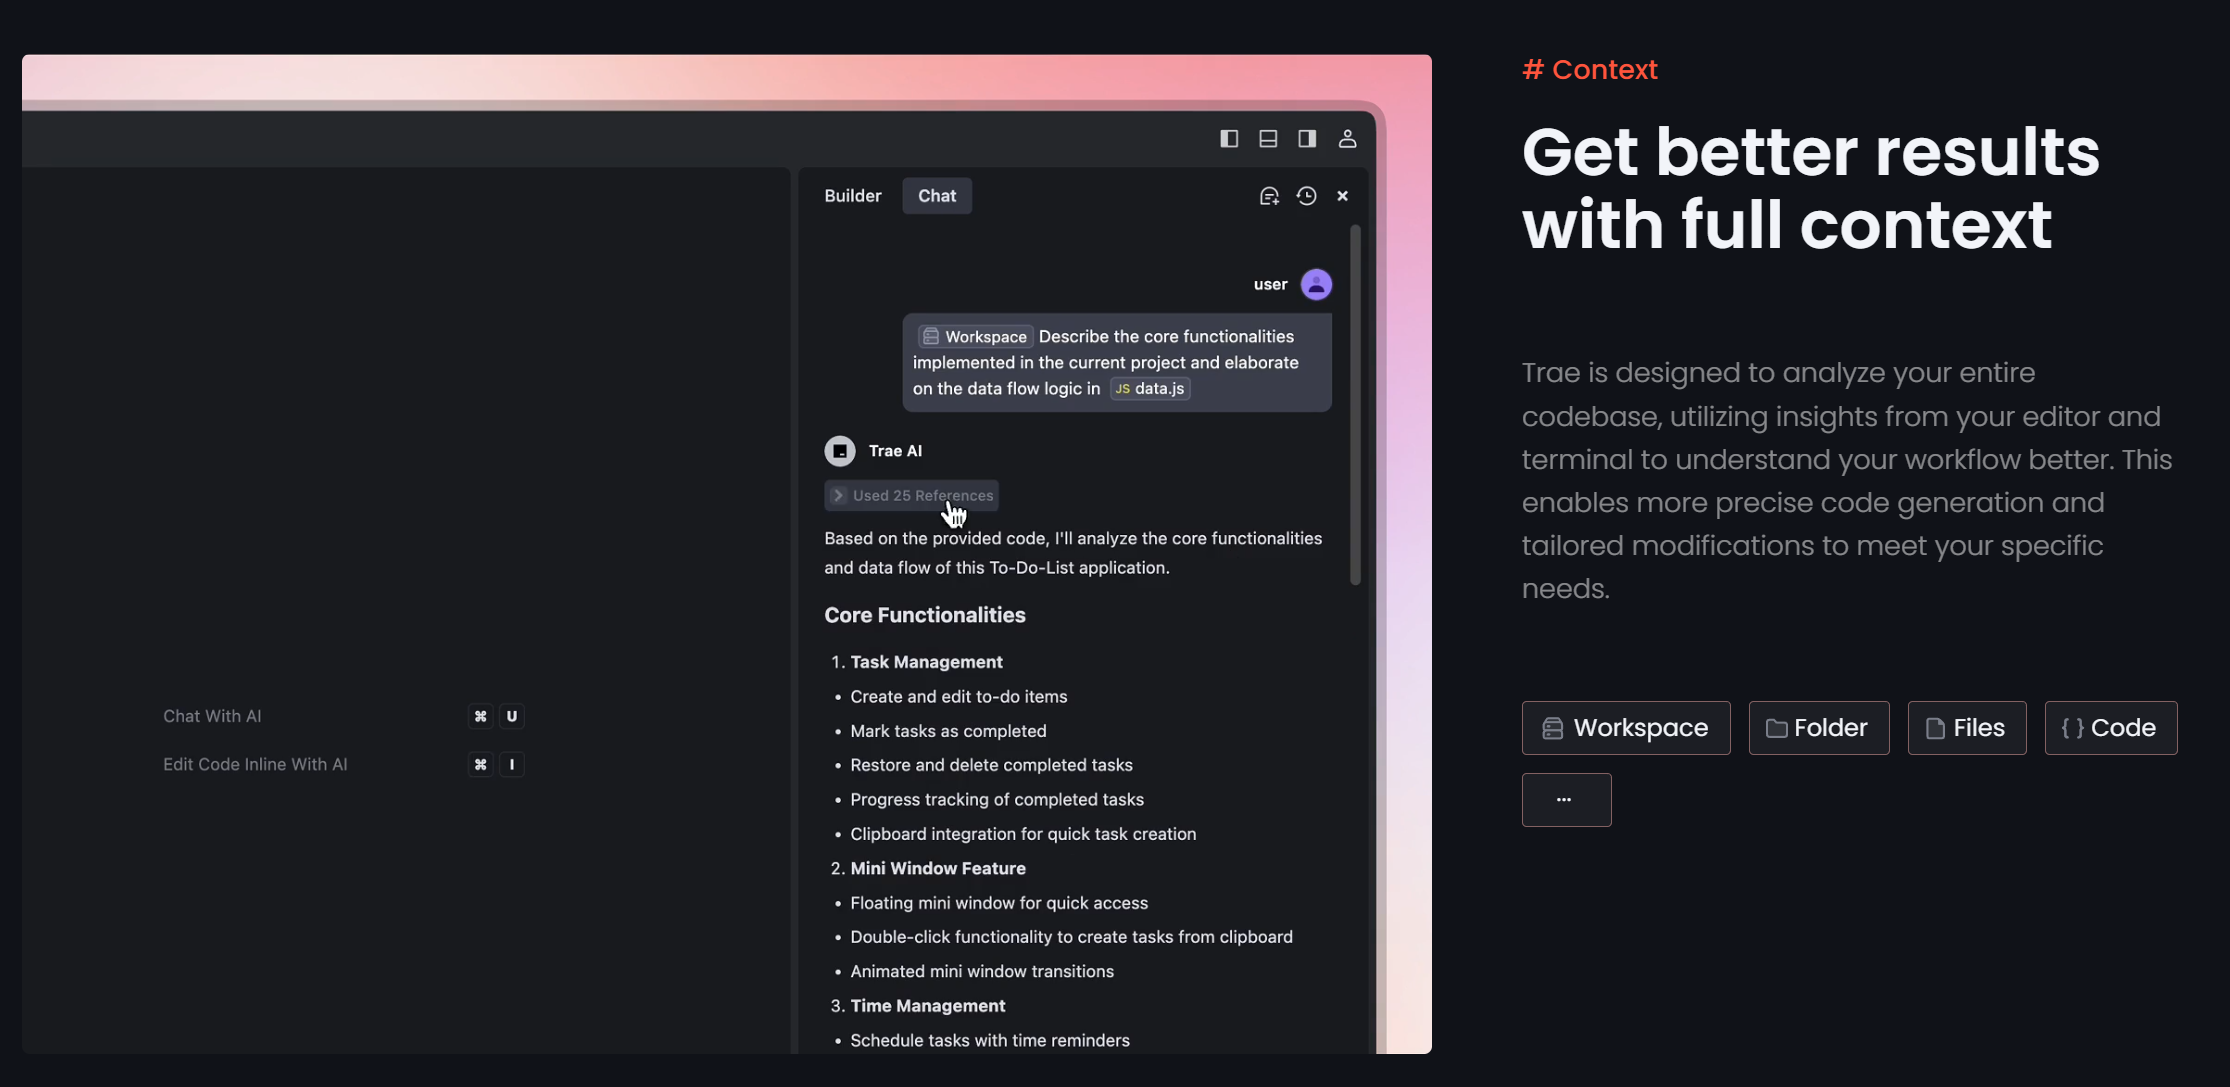 Builder Chat
user
Workspace Describe the core functionalities
implemented in the current project and elaborate
on the data flow logic in JS data.js
Trae AI
Used 25 References
Based on the provided code, I'll analyze the core functionalities
and data flow of this To-Do-List application.
Core Functionalities
1. Task Management
• Create and edit to-do items
• Mark tasks as completed
• Restore and delete completed tasks
• Progress tracking of completed tasks
• Clipboard integration for quick task creation
2. Mini Window Feature
• Floating mini window for quick access
• Double-click functionality to create tasks from clipboard
• Animated mini window transitions
3. Time Management
• Schedule tasks with time reminders
Chat With AI ⌘ U
Edit Code Inline With AI ⌘ I
# Context
Get better results
with full context
Trae is designed to analyze your entire
codebase, utilizing insights from your editor and
terminal to understand your workflow better. This
enables more precise code generation and
tailored modifications to meet your specific
needs.
Workspace Folder Files {} Code
...